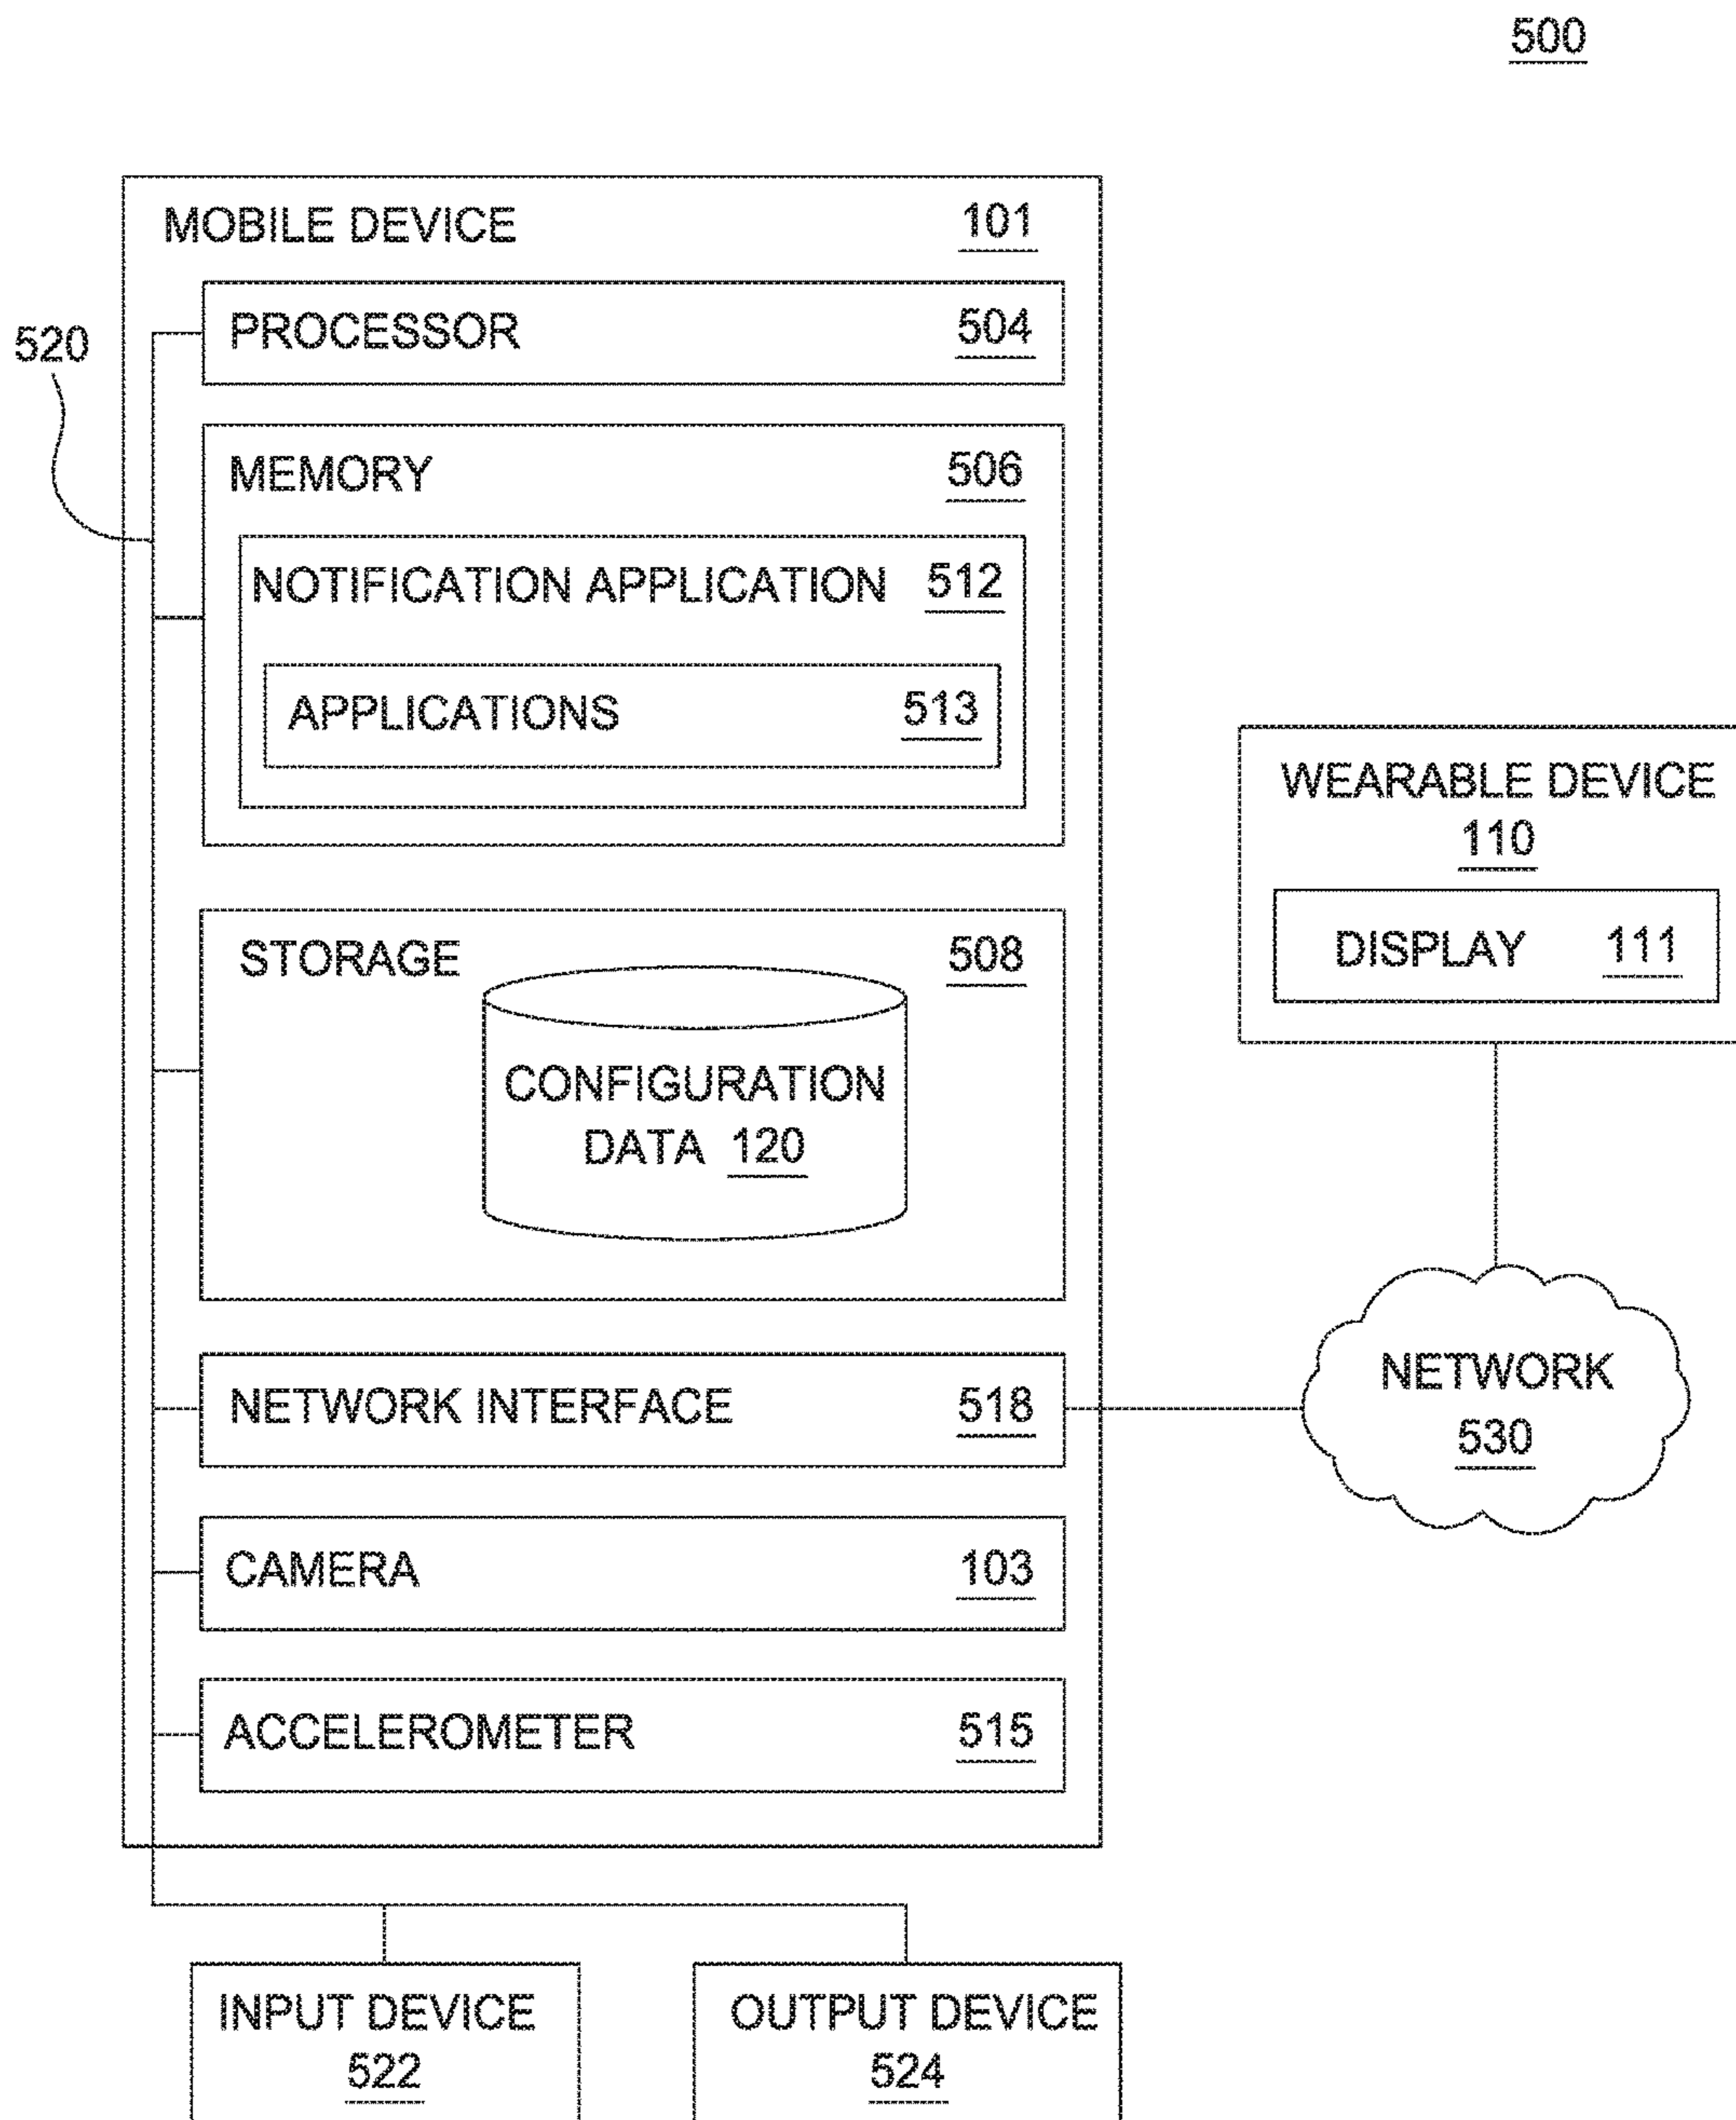 500
MOBILE DEVICE 101
PROCESSOR 504
520
MEMORY 506
NOTIFICATION APPLICATION 512
APPLICATIONS 513
STORAGE 508
CONFIGURATION
DATA 120
NETWORK INTERFACE 518
CAMERA 103
ACCELEROMETER 515
WEARABLE DEVICE
110
DISPLAY 111
NETWORK
530
INPUT DEVICE
522
OUTPUT DEVICE
524